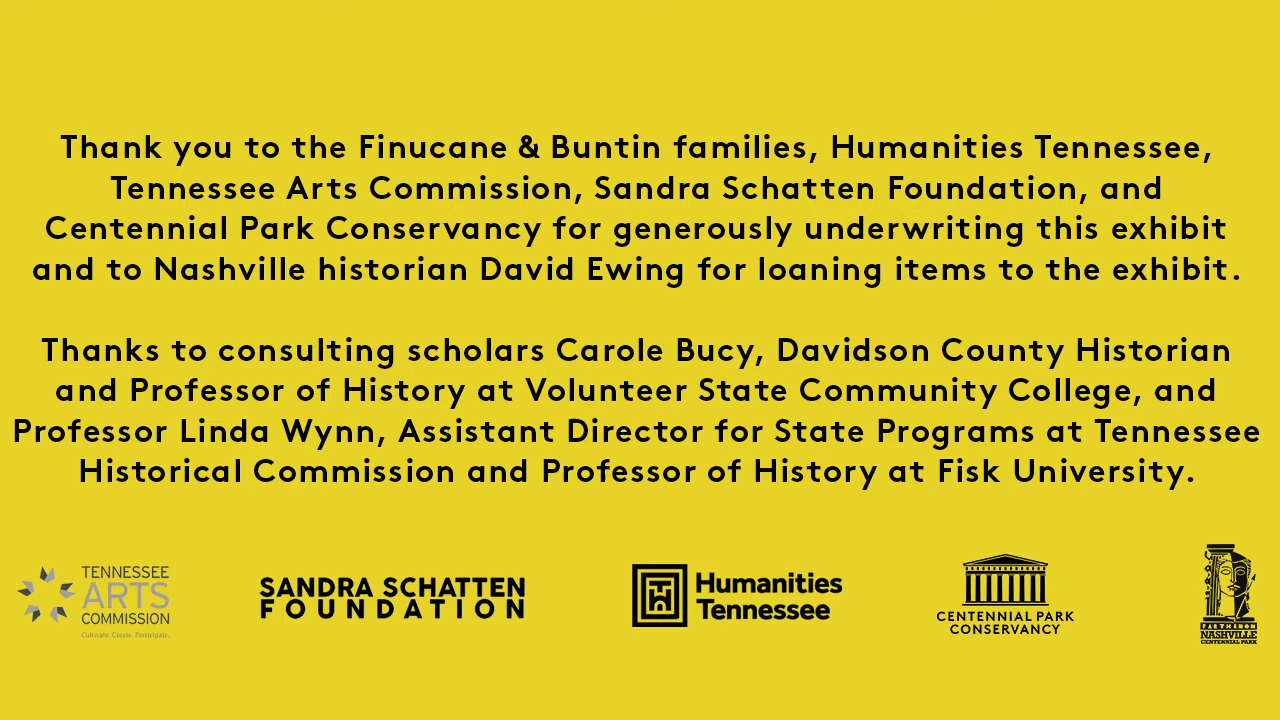 Thank you to the Finucane & Buntin families, Humanities Tennessee,
Tennessee Arts Commission, Sandra Schatten Foundation, and
Centennial Park Conservancy for generously underwriting this exhibit
and to Nashville historian David Ewing for loaning items to the exhibit.
Thanks to consulting scholars Carole Bucy, Davidson County Historian
and Professor of History at Volunteer State Community College, and
Professor Linda Wynn, Assistant Director for State Programs at Tennessee
Historical Commission and Professor of History at Fisk University.
TENNESSEE
ARTS
COMMISSION
Cultivate. Create. Participate.
SANDRA SCHATTEN
FOUNDATION
Humanities
Tennessee
CENTENNIAL PARK
CONSERVANCY
PARTHENON
NASHVILLE
CENTENNIAL PARK